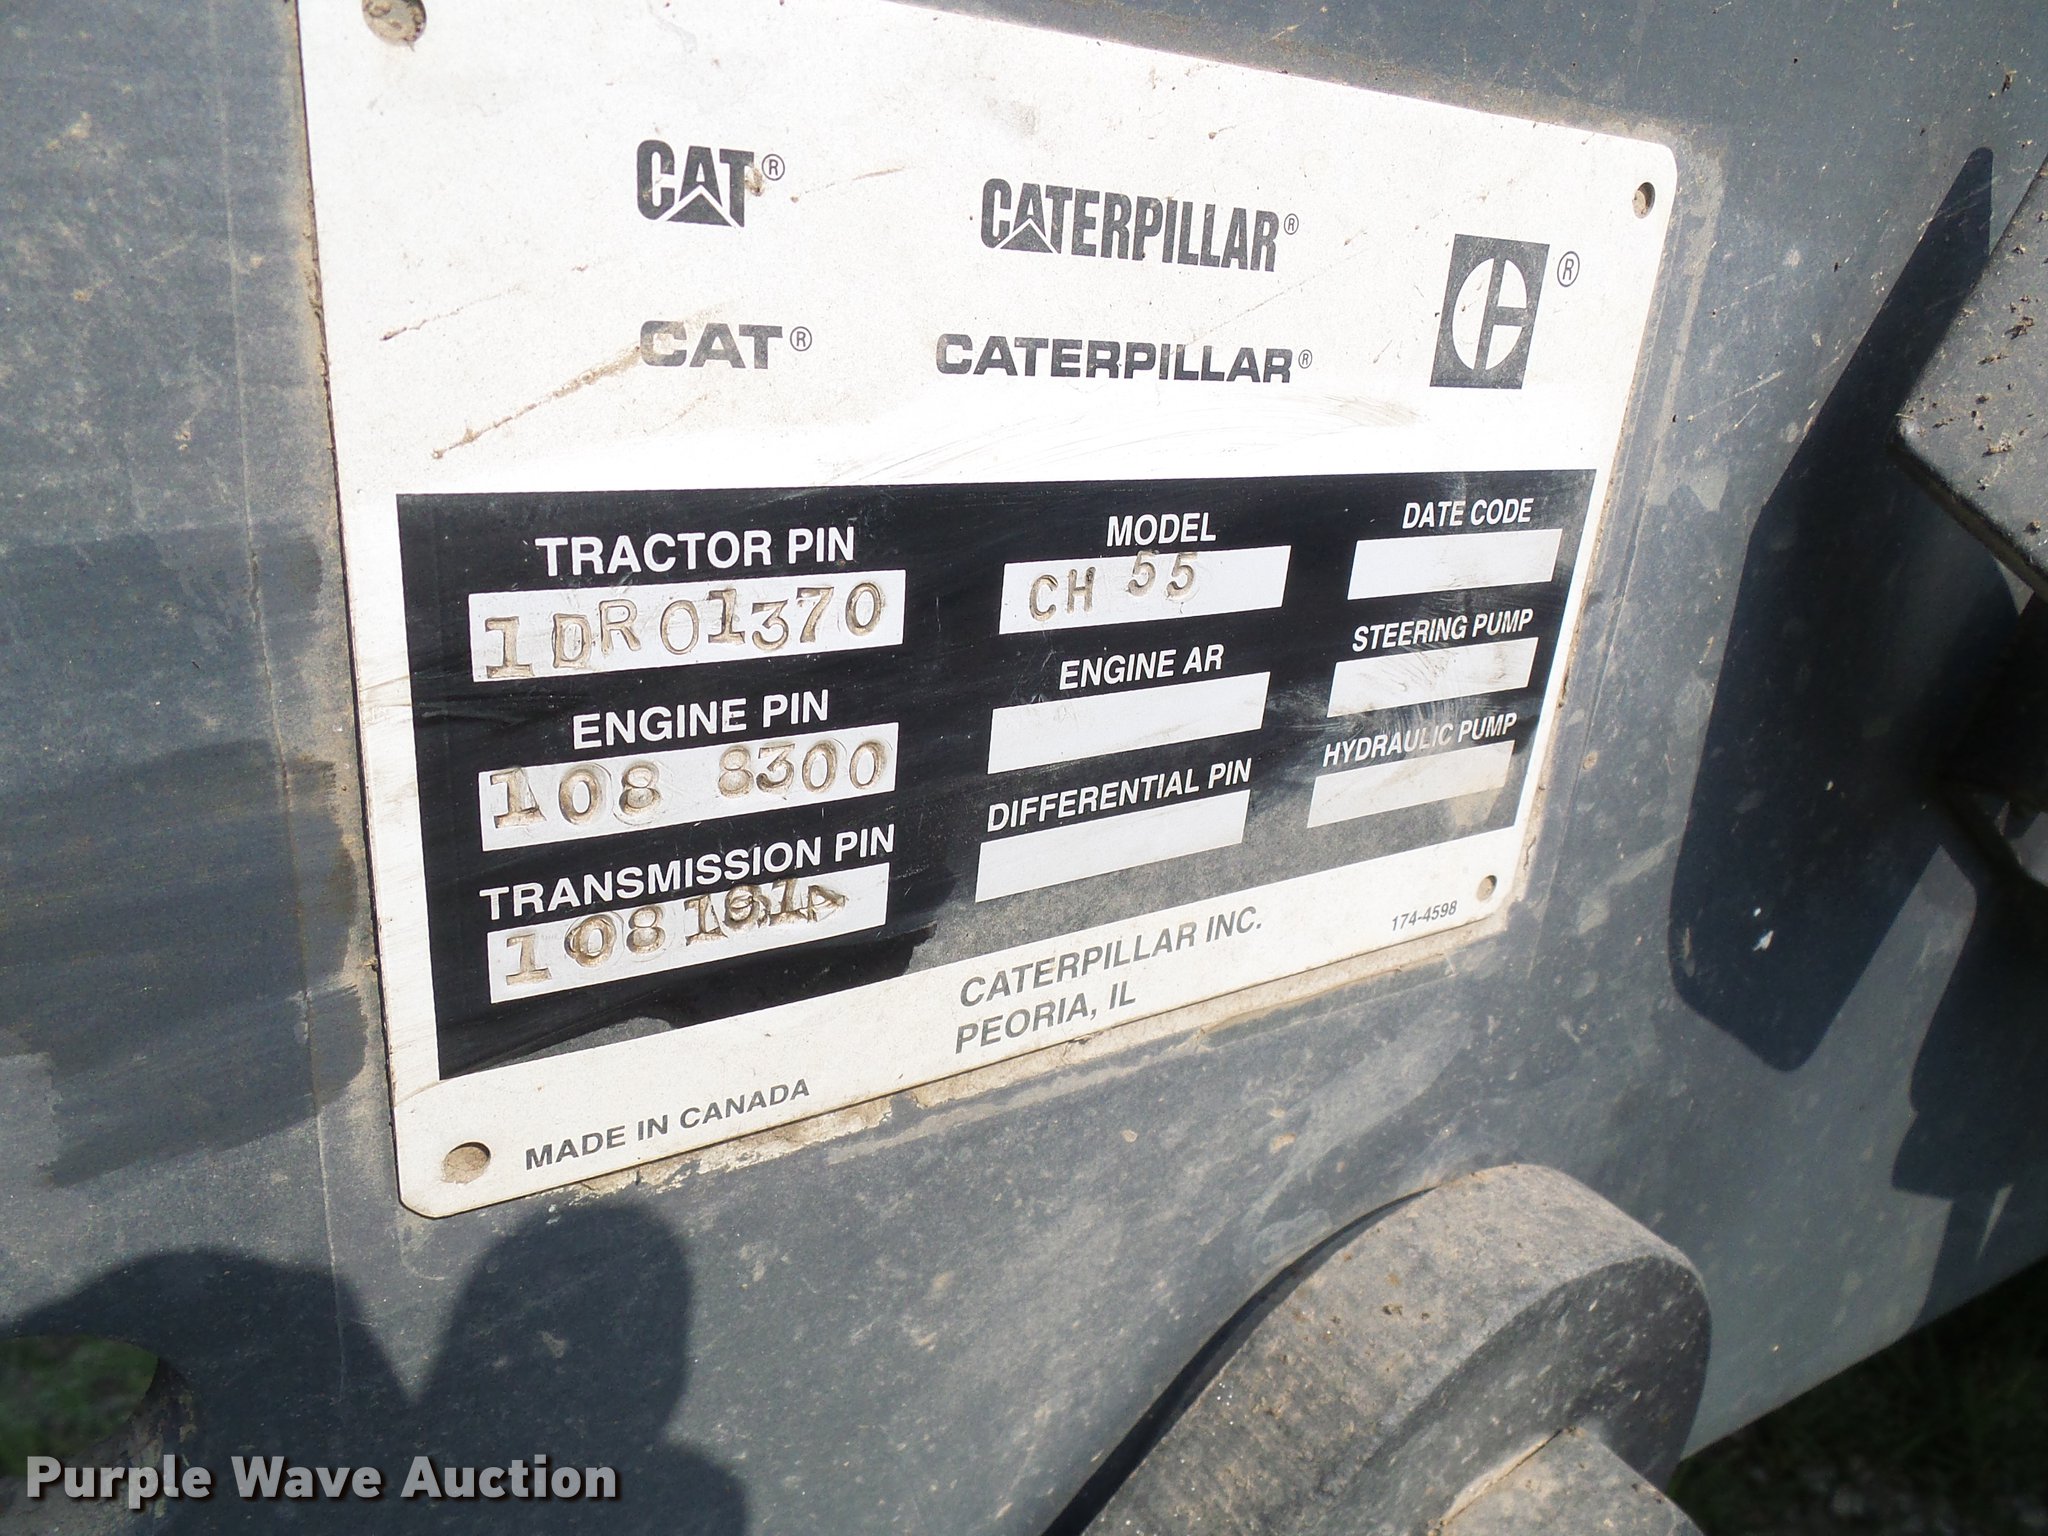 CAT®
CATERPILLAR®
CAT®
CATERPILLAR®
C®
TRACTOR PIN
1DR01370
MODEL
CH 55
DATE CODE
ENGINE PIN
108 8300
ENGINE AR
STEERING PUMP
TRANSMISSION PIN
DIFFERENTIAL PIN
HYDRAULIC PUMP
CATERPILLAR INC.
PEORIA, IL
174-4598
MADE IN CANADA
Purple Wave Auction